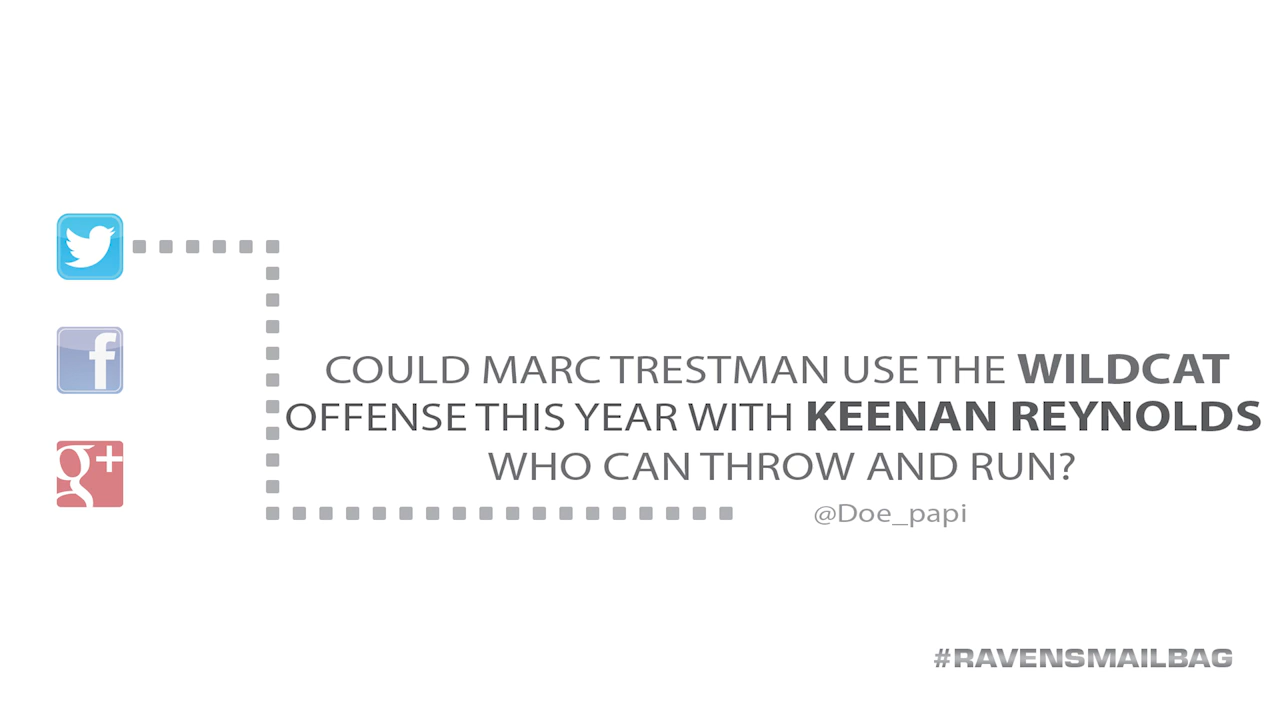 COULD MARC TRESTMAN USE THE WILDCAT
OFFENSE THIS YEAR WITH KEENAN REYNOLDS
WHO CAN THROW AND RUN?
@Doe_papi
f
g+
#RAVENSMAILBAG